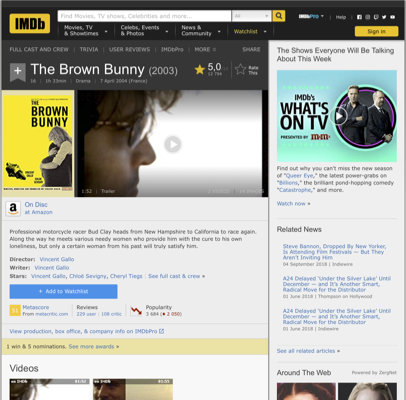 IMDb
Find Movies, TV shows, Celebrities and more...
All
Movies, TV & Showtimes
Celebs, Events & Photos
News & Community
Watchlist
IMDbPro
Help
Sign in
FULL CAST AND CREW | TRIVIA | USER REVIEWS | IMDbPro | MORE
SHARE
The Brown Bunny (2003)
16 | 1h 33min | Drama | 7 April 2004 (France)
5,0
Rate This
THE BROWN BUNNY
1:52 | Trailer
On Disc
at Amazon
Professional motorcycle racer Bud Clay heads from New Hampshire to California to race again.
Along the way he meets various needy women who provide him with the cure to his own
loneliness, but only a certain woman from his past will truly satisfy him.
Director: Vincent Gallo
Writer: Vincent Gallo
Stars: Vincent Gallo, Chloë Sevigny, Cheryl Tiegs | See full cast & crew »
+ Add to Watchlist
Metascore
From metacritic.com
Reviews
229 user | 108 critic
Popularity
View production, box office, & company info on IMDbPro
1 win & 5 nominations. See more awards »
Videos
The Shows Everyone Will Be Talking
About This Week
IMDb's
WHAT'S
ON TV
PRESENTED BY
Find out why you can't miss the new season
of "Queer Eye," the latest power-grabs on
"Billions," the brilliant pond-hopping comedy
"Catastrophe," and more.
Watch now »
Related News
Steve Bannon, Dropped By New Yorker,
Is Attending Film Festivals — But They
Aren't Inviting Him
04 September 2018 | Indiewire
A24 Delayed 'Under the Silver Lake' Until
December — and It's Another Smart,
Radical Move for the Distributor
01 June 2018 | Thompson on Hollywood
A24 Delayed 'Under the Silver Lake' Until
December — and It's Another Smart,
Radical Move for the Distributor
01 June 2018 | Indiewire
See all related articles »
Around The Web
Powered by ZergNet